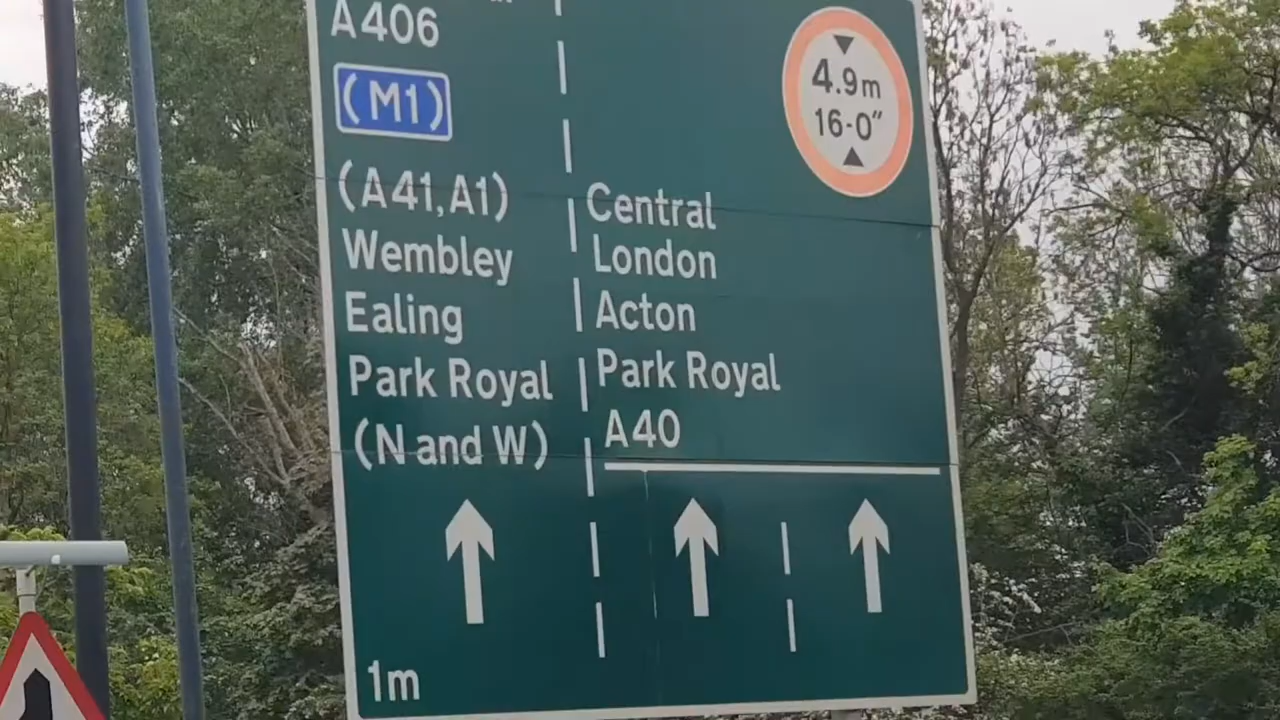 A406
(M1)
(A41,A1)
Wembley
Ealing
Park Royal
(N and W)
Central
London
Acton
Park Royal
A40
4.9m
16-0"
1m